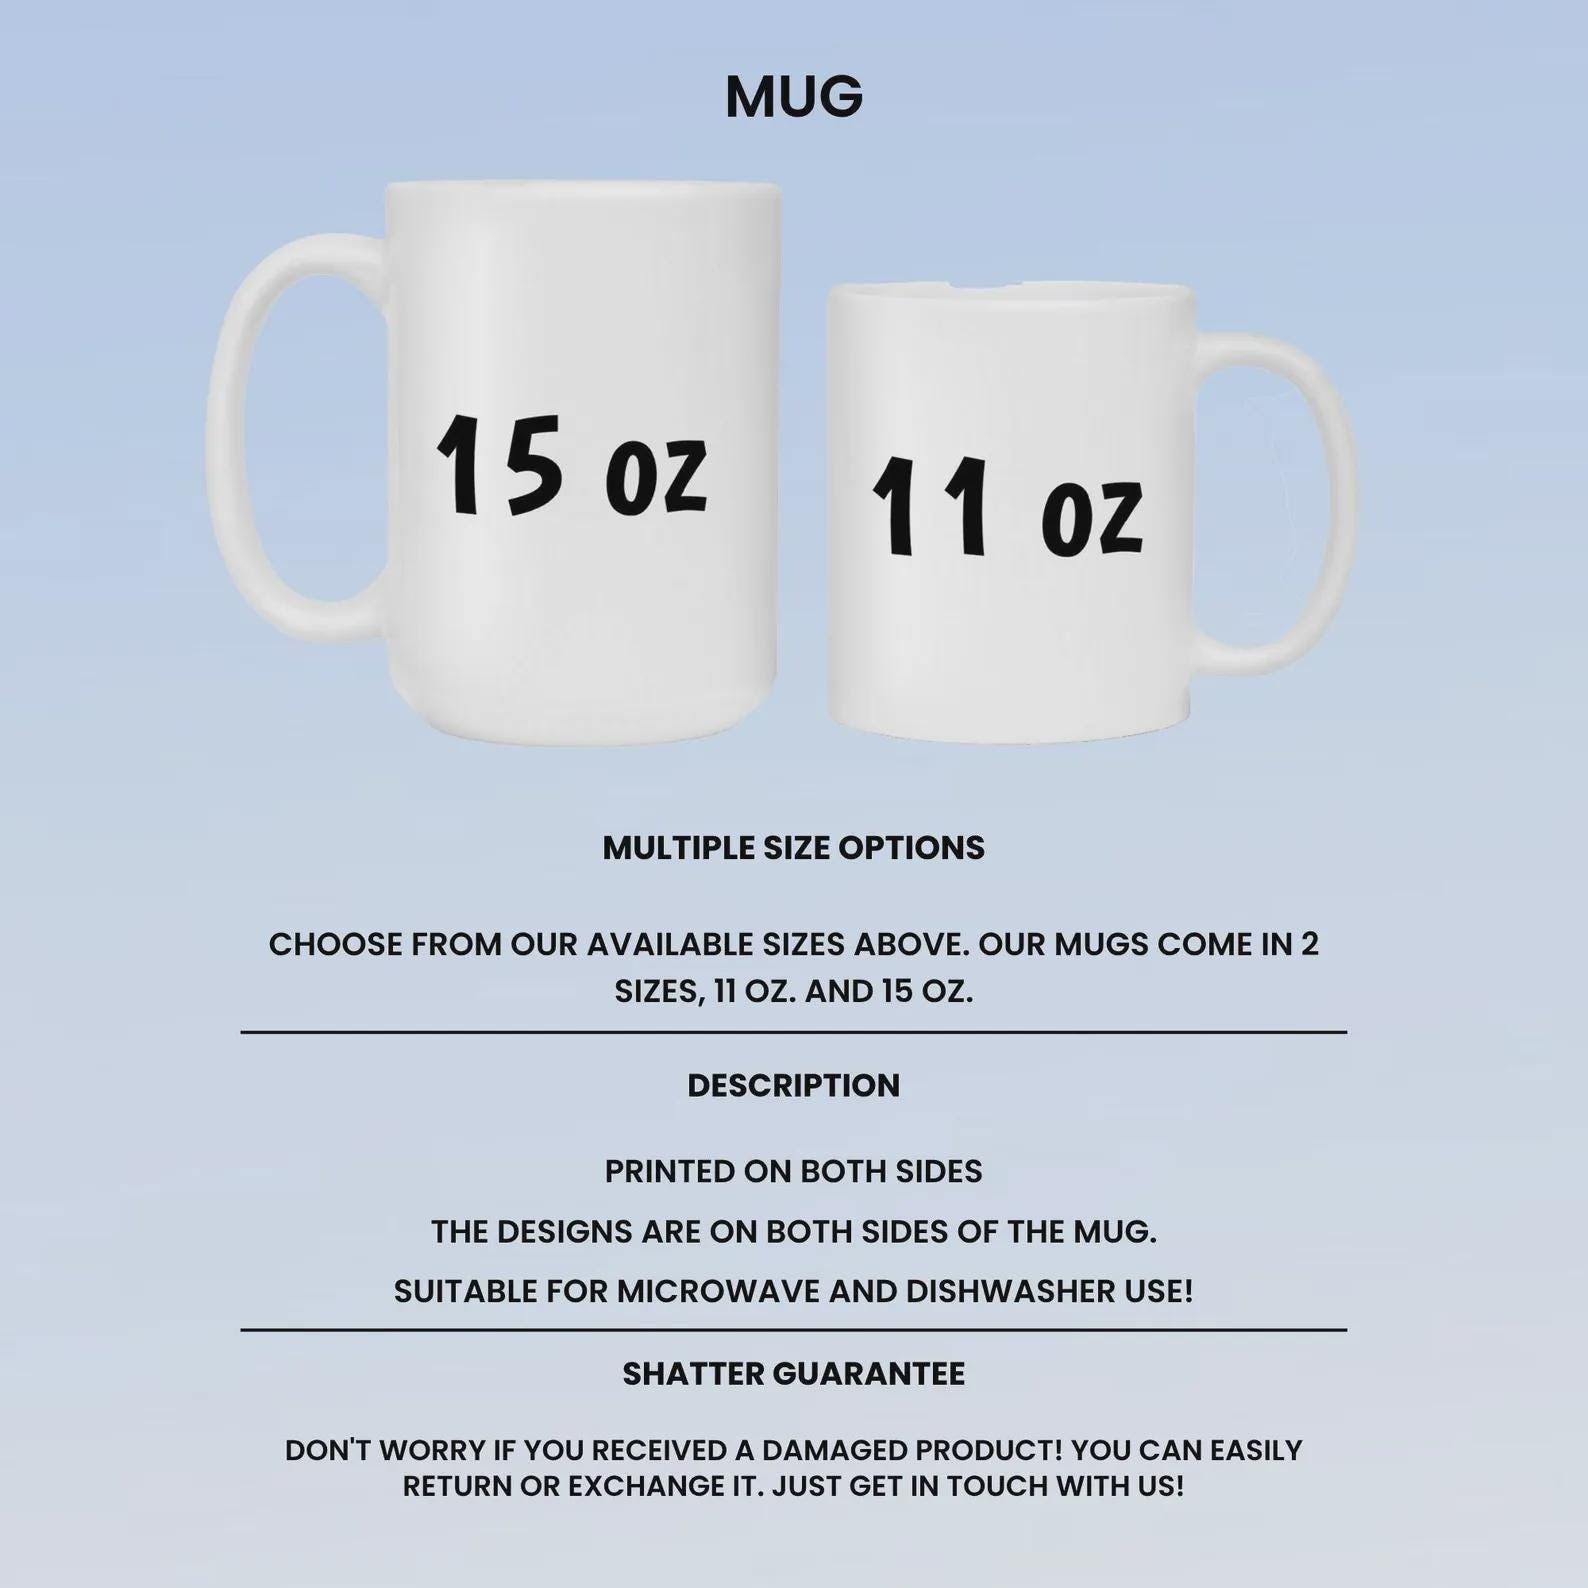 MUG
15 oz
11 oz
MULTIPLE SIZE OPTIONS
CHOOSE FROM OUR AVAILABLE SIZES ABOVE. OUR MUGS COME IN 2
SIZES, 11 OZ. AND 15 OZ.
DESCRIPTION
PRINTED ON BOTH SIDES
THE DESIGNS ARE ON BOTH SIDES OF THE MUG.
SUITABLE FOR MICROWAVE AND DISHWASHER USE!
SHATTER GUARANTEE
DON'T WORRY IF YOU RECEIVED A DAMAGED PRODUCT! YOU CAN EASILY
RETURN OR EXCHANGE IT. JUST GET IN TOUCH WITH US!